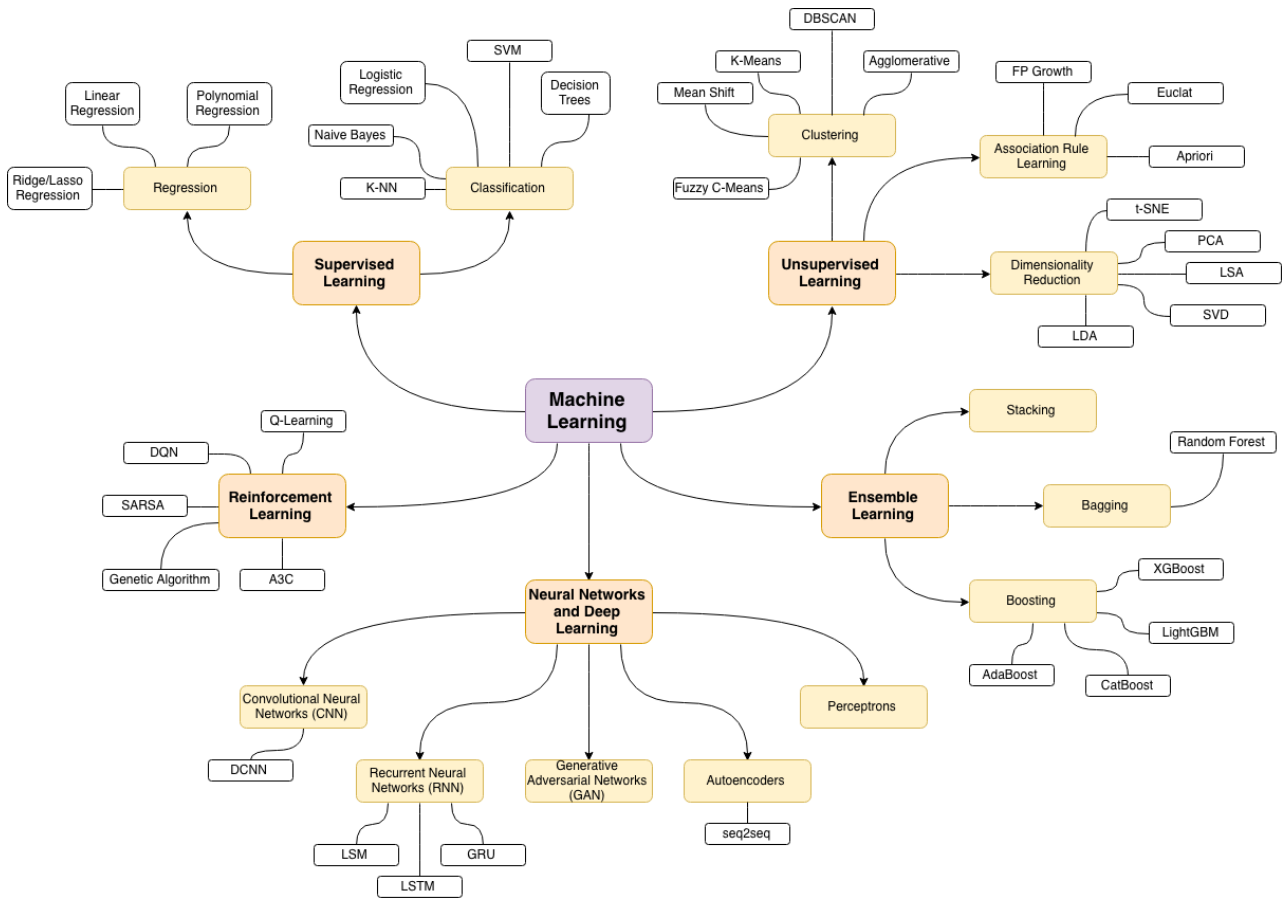 DBSCAN
SVM
K-Means
Agglomerative
FP Growth
Logistic
Regression
Linear
Regression
Polynomial
Regression
Decision
Trees
Mean Shift
Euclat
Naive Bayes
Clustering
Association Rule
Learning
Apriori
Ridge/Lasso
Regression
Regression
K-NN
Classification
Fuzzy C-Means
t-SNE
PCA
Supervised
Learning
Unsupervised
Learning
Dimensionality
Reduction
LSA
SVD
LDA
Machine
Learning
Stacking
Q-Learning
DQN
Random Forest
SARSA
Reinforcement
Learning
Ensemble
Learning
Bagging
Genetic Algorithm
A3C
XGBoost
Neural Networks
and Deep
Learning
Boosting
LightGBM
AdaBoost
CatBoost
Convolutional Neural
Networks (CNN)
Perceptrons
DCNN
Recurrent Neural
Networks (RNN)
Generative
Adversarial Networks
(GAN)
Autoencoders
seq2seq
LSM
GRU
LSTM